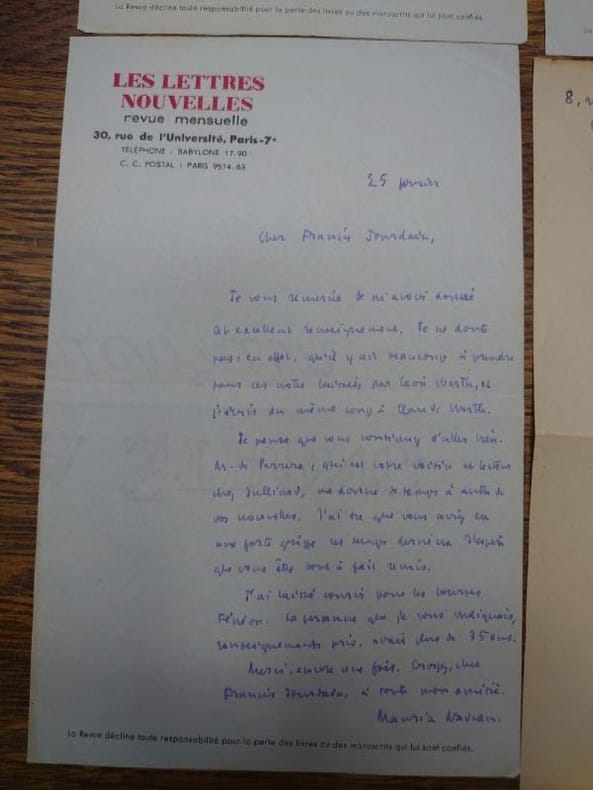 La Revue décline toute responsabilité pour la perte des livres ou des manuscrits qui lui sont confiés.
LES LETTRES
NOUVELLES
revue mensuelle
30, rue de l'Université, Paris-7e
TÉLÉPHONE : BABYLONE 17-90
C. C. POSTAL : PARIS 9574-63
25 février
Cher Francis Jourdain,
Je vous remercie de m'avoir donné
cet excellent renseignement. Je ne doute
pas, en effet, qu'il y ait beaucoup à prendre
dans ces notes laissées par Léon Werth, et
j'écris du même coup à Claude Werth.
Je pense que vous continuez d'aller bien.
M. de , qui est votre voisin et lecteur
chez Julliard, me donne de temps à autre de
vos nouvelles. J'ai su que vous aviez eu
une forte grippe ces temps derniers. J'espère
que vous êtes tout à fait remis.
J'ai laissé courir pour les bourses
Fénéon. La personne que je vous indiquais,
renseignements pris, avait plus de 35 ans.
Merci, encore une fois. Croyez, cher
Francis Jourdain, à toute mon amitié.
Maurice Nadeau.
La Revue décline toute responsabilité pour la perte des livres ou des manuscrits qui lui sont confiés.
8, r